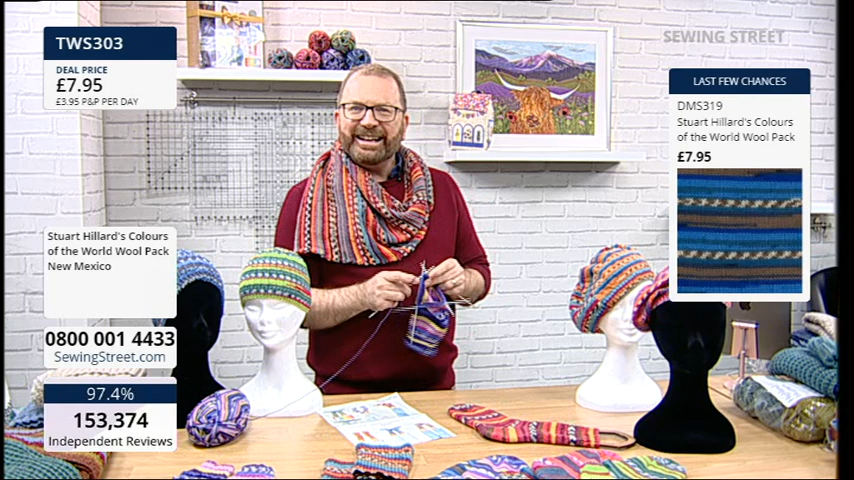 TWS303
DEAL PRICE
£7.95
£3.95 P&P PER DAY
Stuart Hillard's Colours
of the World Wool Pack
New Mexico
0800 001 4433
SewingStreet.com
97.4%
153,374
Independent Reviews
SEWING STREET
LAST FEW CHANCES
DMS319
Stuart Hillard's Colours
of the World Wool Pack
£7.95